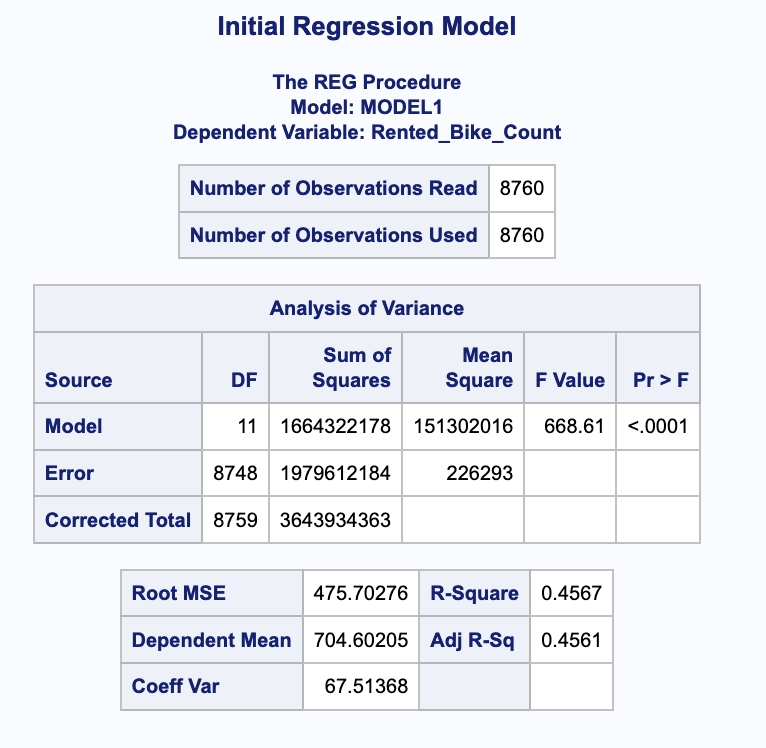 Initial Regression Model
The REG Procedure
Model: MODEL1
Dependent Variable: Rented_Bike_Count
Number of Observations Read 8760
Number of Observations Used 8760
Analysis of Variance
Source DF Sum of Squares Mean Square F Value Pr > F
Model 11 1664322178 151302016 668.61 <.0001
Error 8748 1979612184 226293
Corrected Total 8759 3643934363
Root MSE 475.70276 R-Square 0.4567
Dependent Mean 704.60205 Adj R-Sq 0.4561
Coeff Var 67.51368